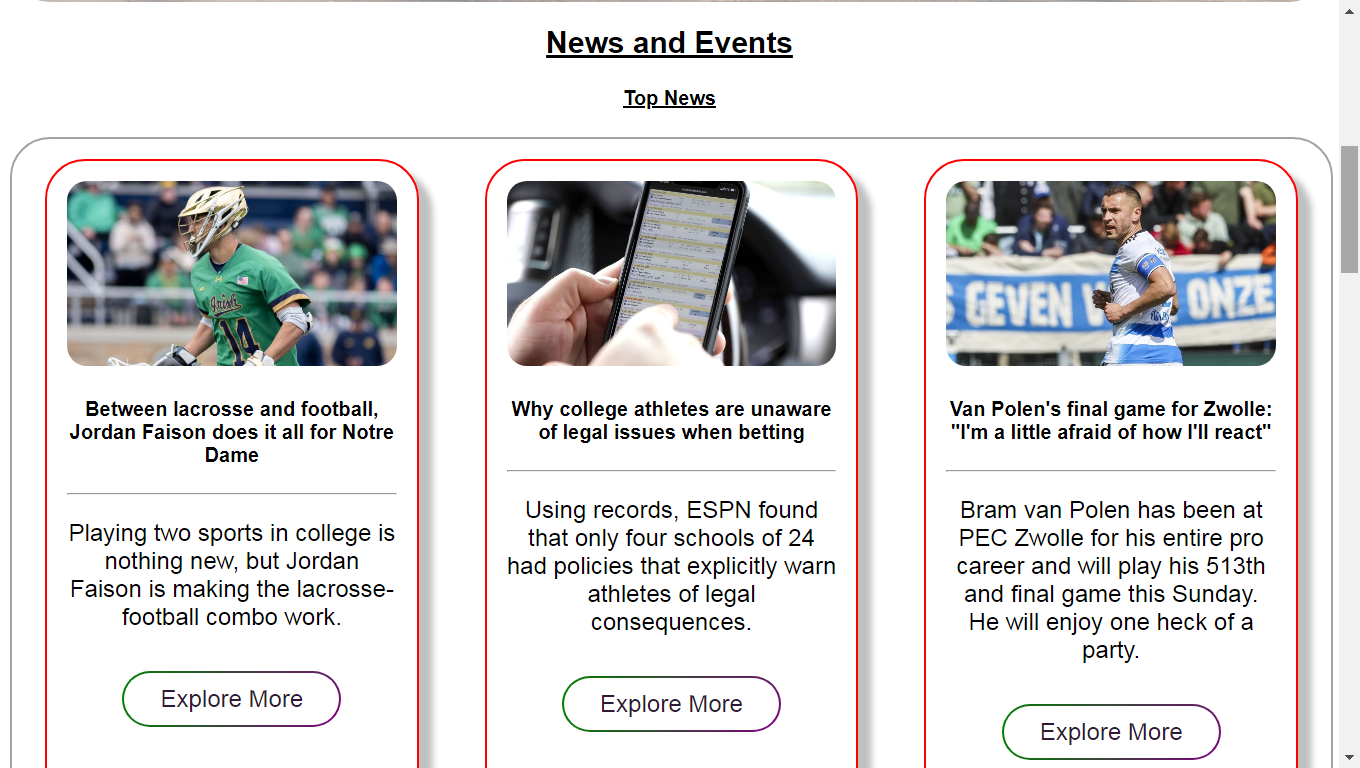 News and Events
Top News
Irish
14
Between lacrosse and football,
Jordan Faison does it all for Notre
Dame
Playing two sports in college is
nothing new, but Jordan
Faison is making the lacrosse-
football combo work.
Explore More
Why college athletes are unaware
of legal issues when betting
Using records, ESPN found
that only four schools of 24
had policies that explicitly warn
athletes of legal
consequences.
Explore More
GEVEN
ONZE
Van Polen's final game for Zwolle:
"I'm a little afraid of how I'll react"
Bram van Polen has been at
PEC Zwolle for his entire pro
career and will play his 513th
and final game this Sunday.
He will enjoy one heck of a
party.
Explore More